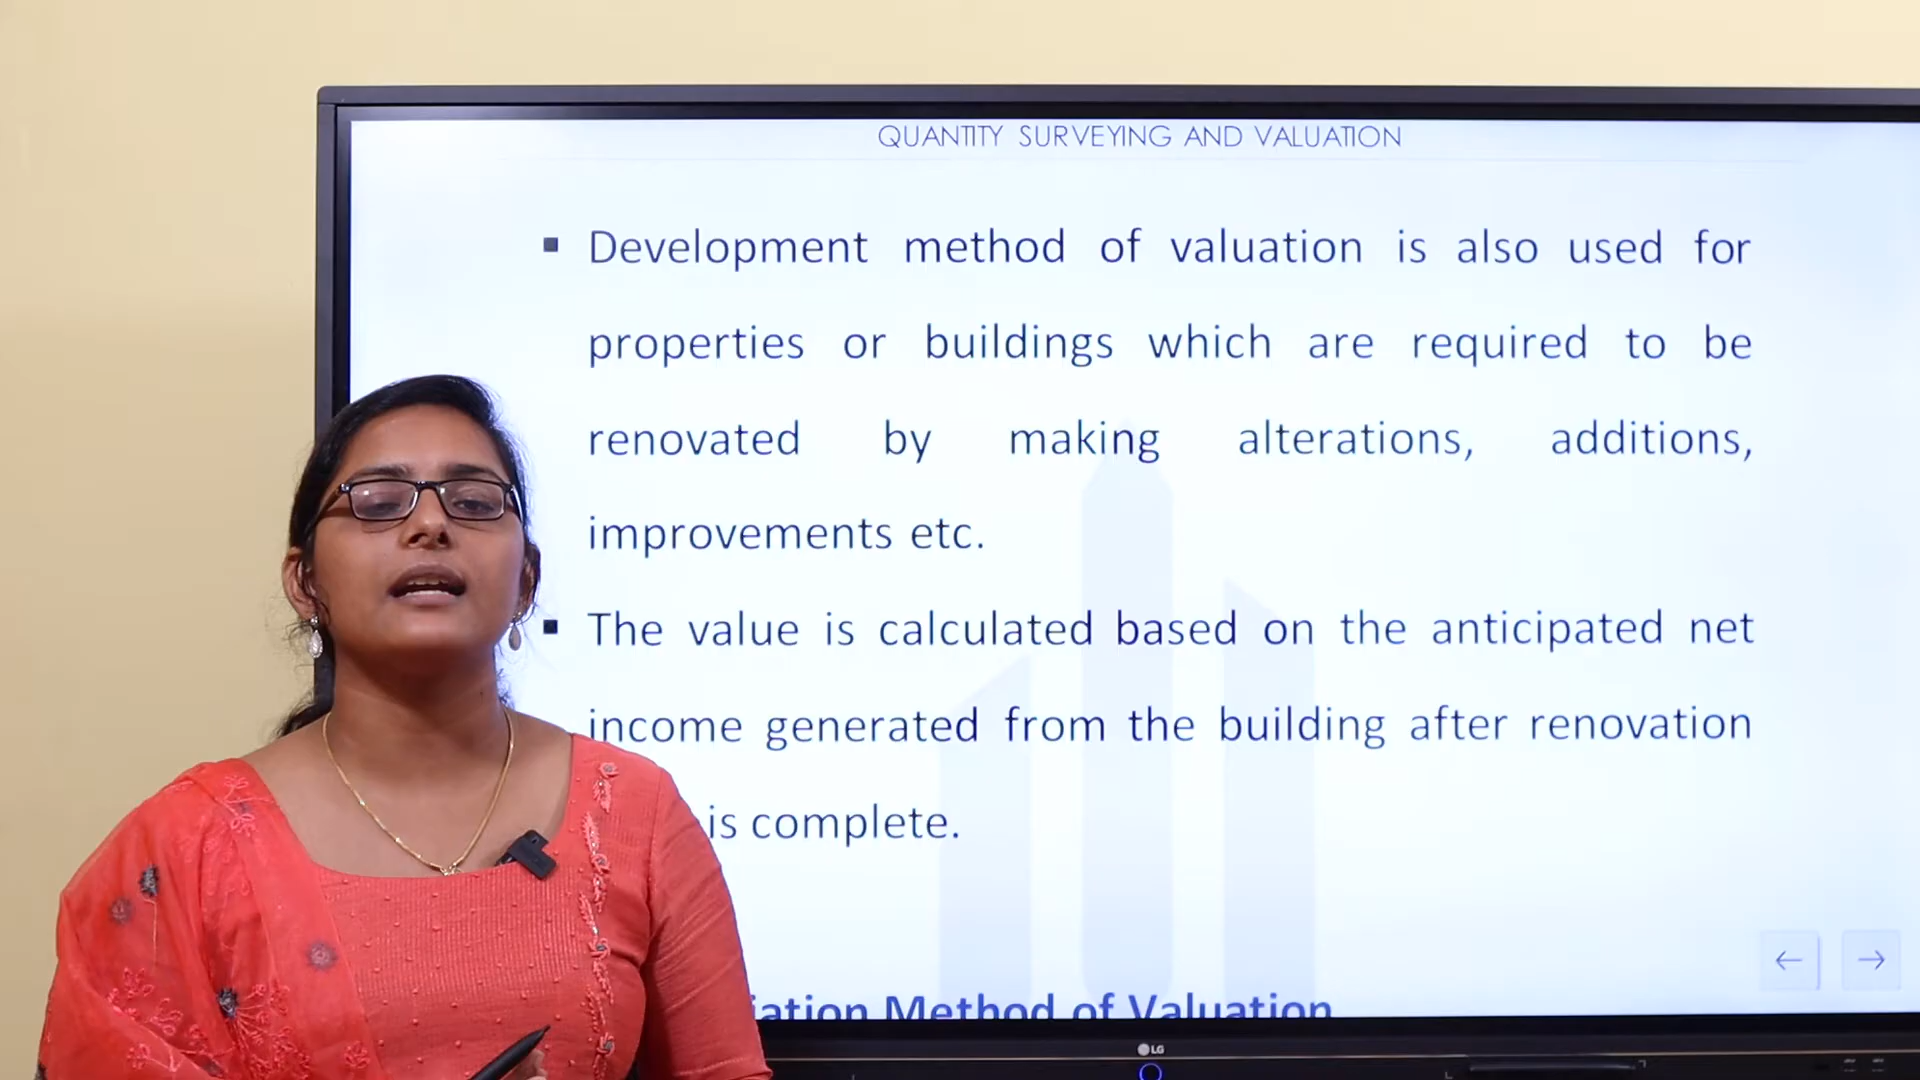 QUANTITY SURVEYING AND VALUATION
▪ Development method of valuation is also used for
properties or buildings which are required to be
renovated by making alterations, additions,
improvements etc.
▪ The value is calculated based on the anticipated net
income generated from the building after renovation
is complete.
Method of Valuation
LG